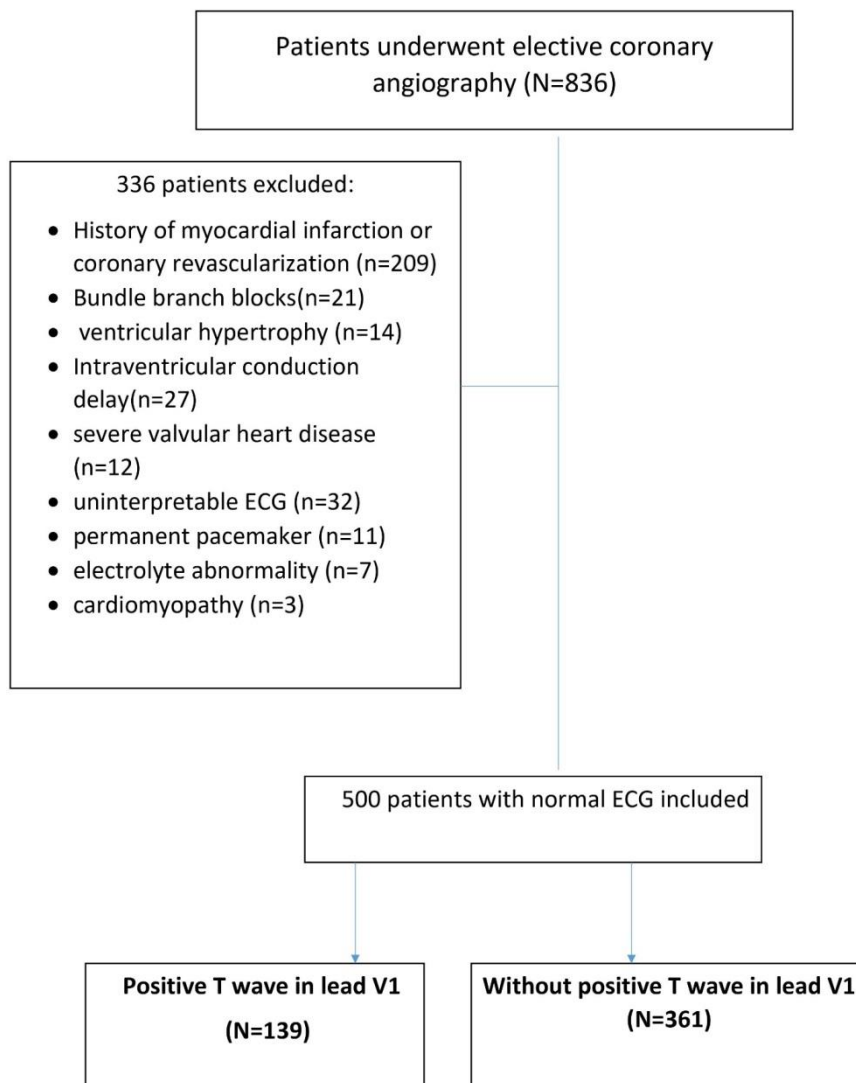 Patients underwent elective coronary
angiography (N=836)
336 patients excluded:
• History of myocardial infarction or
coronary revascularization (n=209)
• Bundle branch blocks(n=21)
• ventricular hypertrophy (n=14)
• Intraventricular conduction
delay(n=27)
• severe valvular heart disease
(n=12)
• uninterpretable ECG (n=32)
• permanent pacemaker (n=11)
• electrolyte abnormality (n=7)
• cardiomyopathy (n=3)
500 patients with normal ECG included
Positive T wave in lead V1
(N=139)
Without positive T wave in lead V1
(N=361)